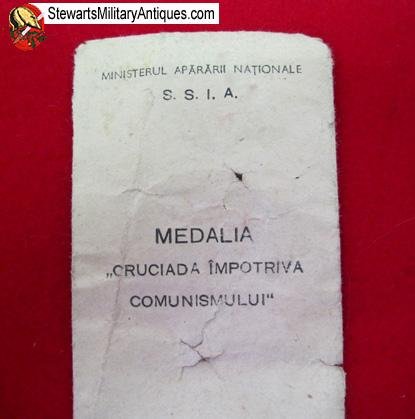 StewartsMilitaryAntiques.com
MINISTERUL APĂRĂRII NAȚIONALE
S. S. I. A.
MEDALIA
„CRUCIADA ÎMPOTRIVA
COMUNISMULUI“